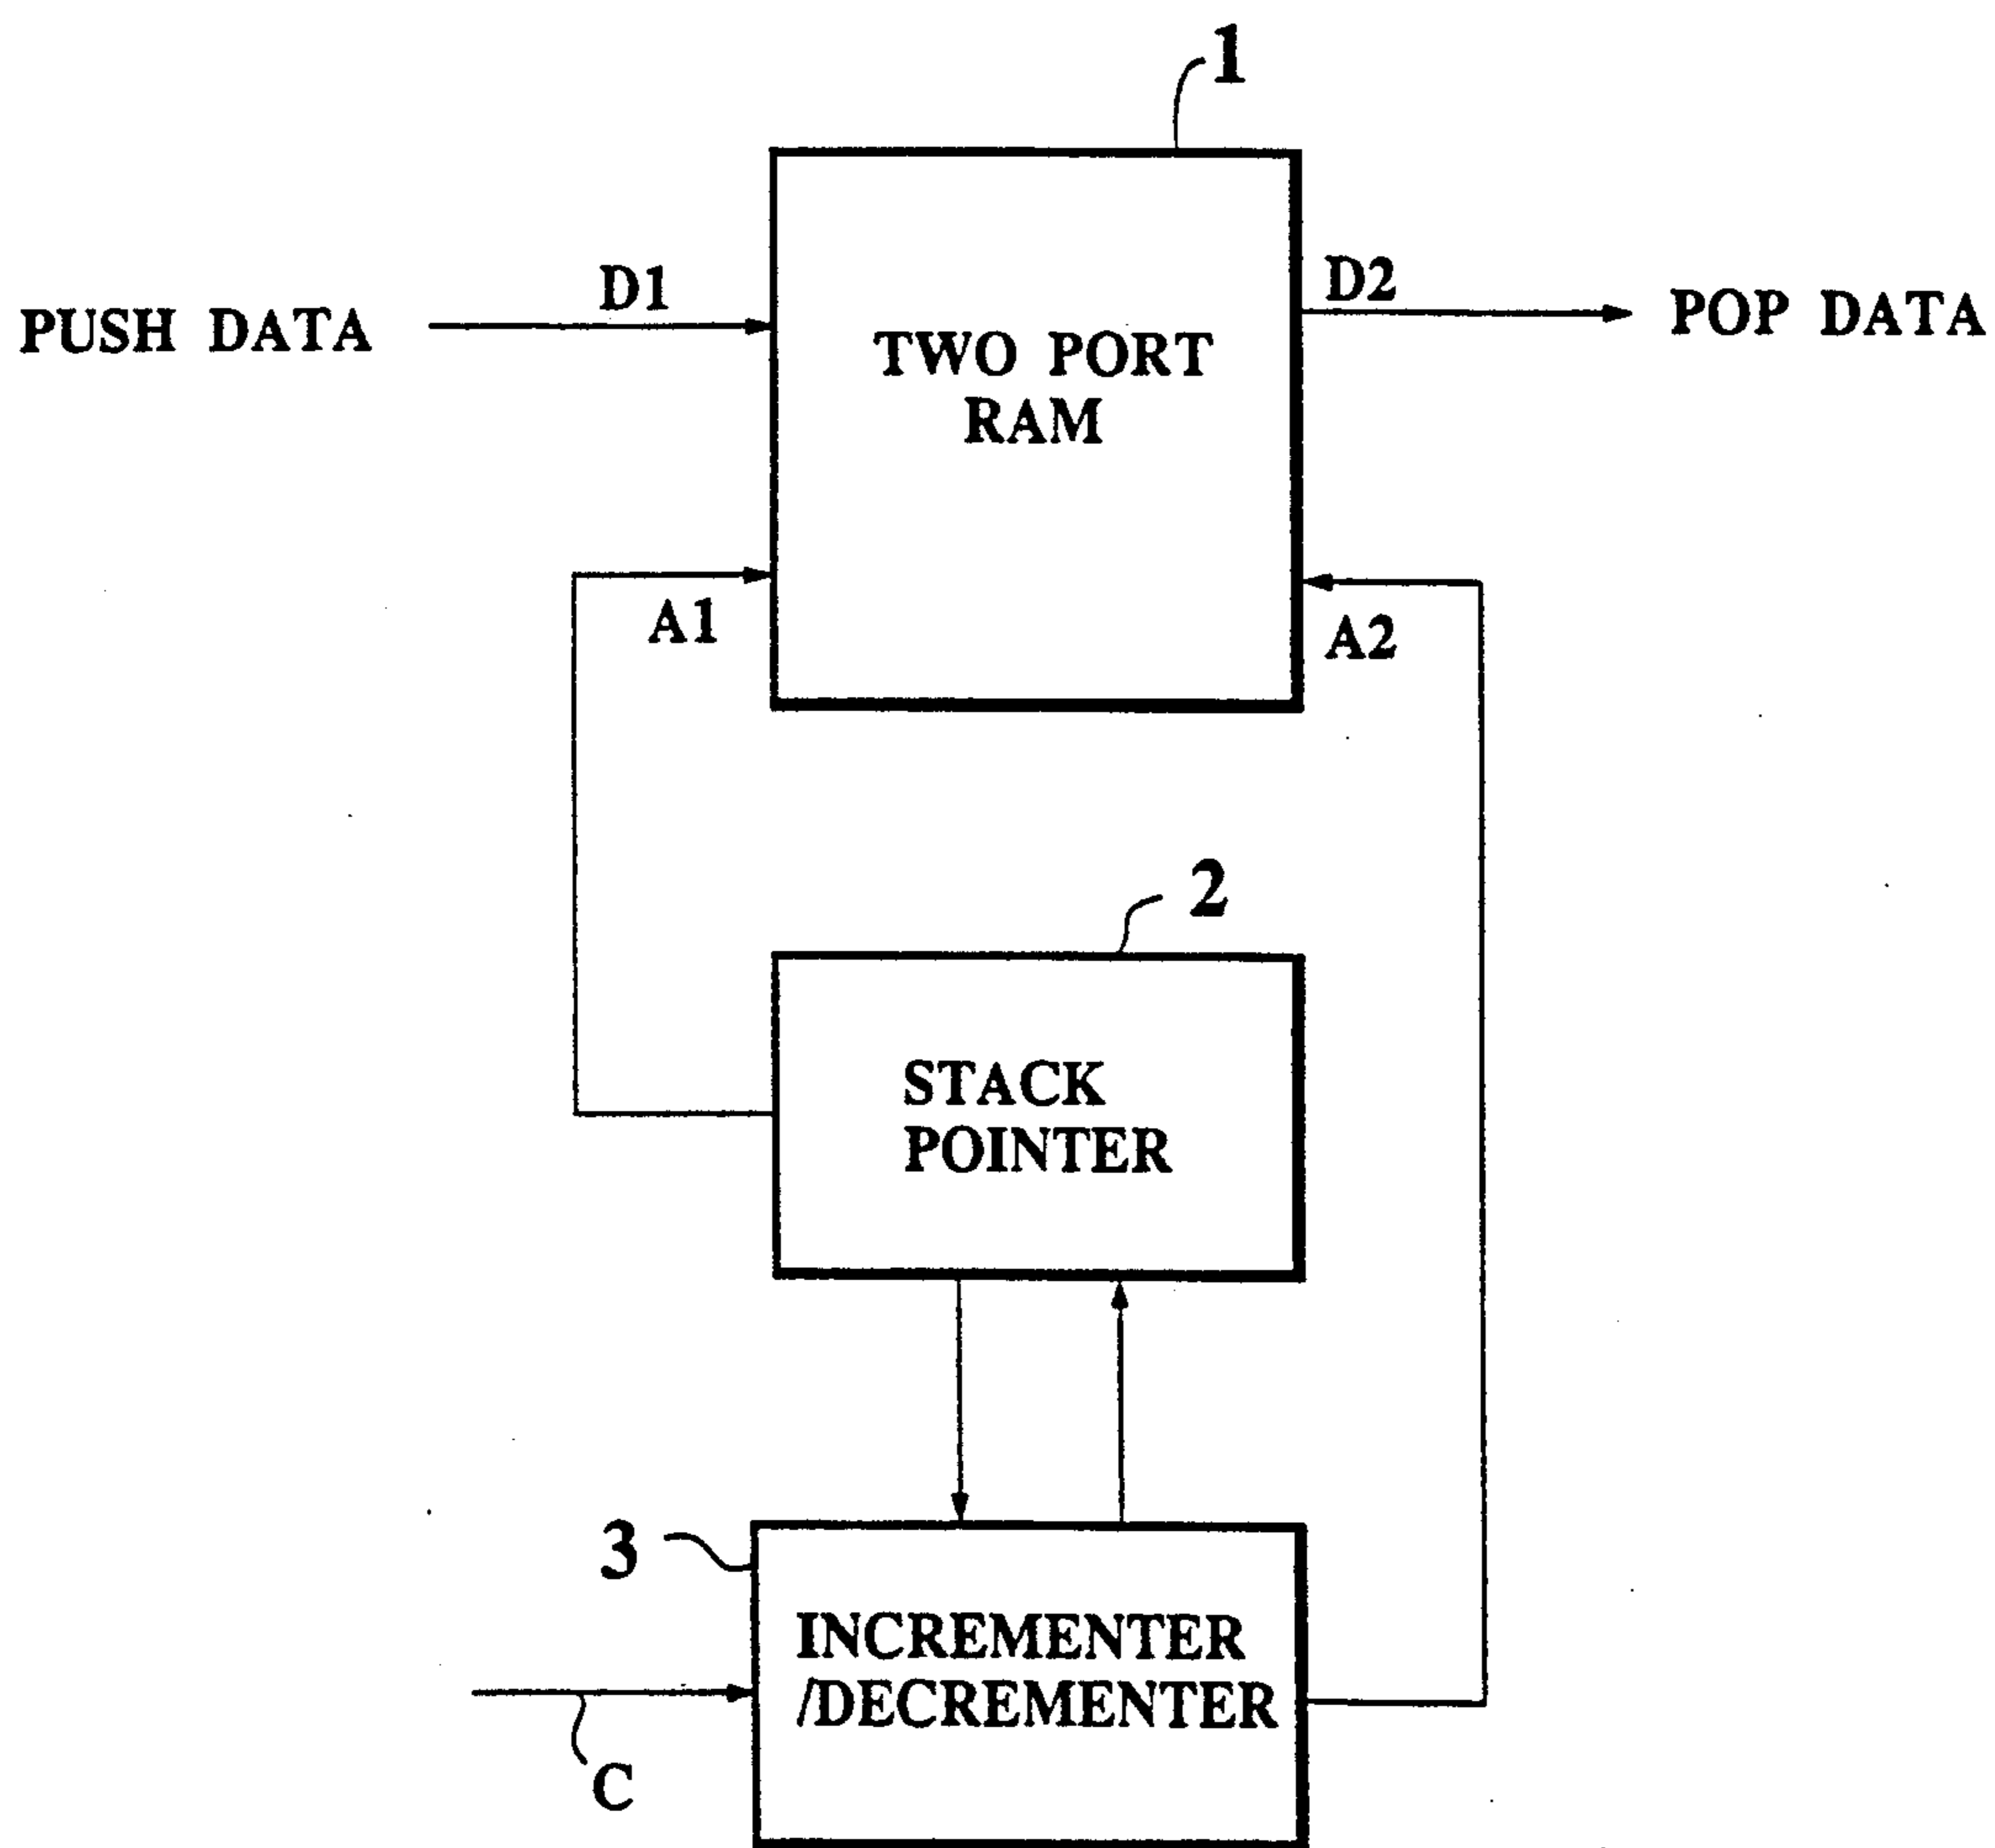 1
D1
D2
PUSH DATA
POP DATA
TWO PORT
RAM
A1
A2
2
STACK
POINTER
3
INCREMENTER
/DECREMENTER
C